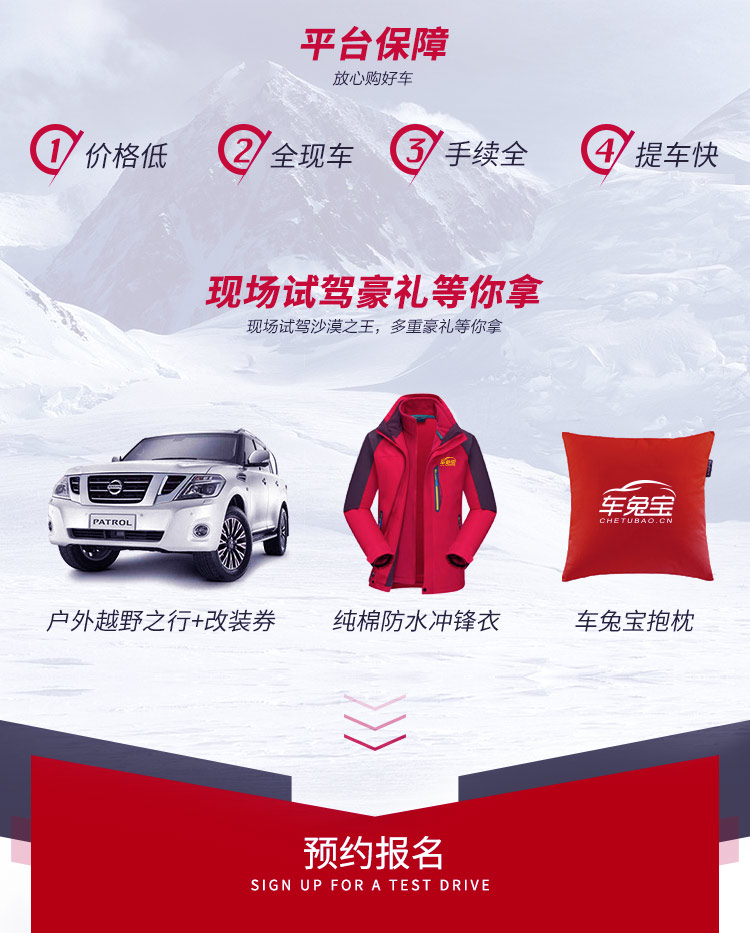 平台保障
放心购好车
1 价格低 2 全现车 3 手续全 4 提车快
现场试驾豪礼等你拿
现场试驾沙漠之王，多重豪礼等你拿
NISSAN
PATROL
车兔宝
车兔宝
CHETUBAO.CN
户外越野之行+改装券 纯棉防水冲锋衣 车兔宝抱枕
预约报名
SIGN UP FOR A TEST DRIVE